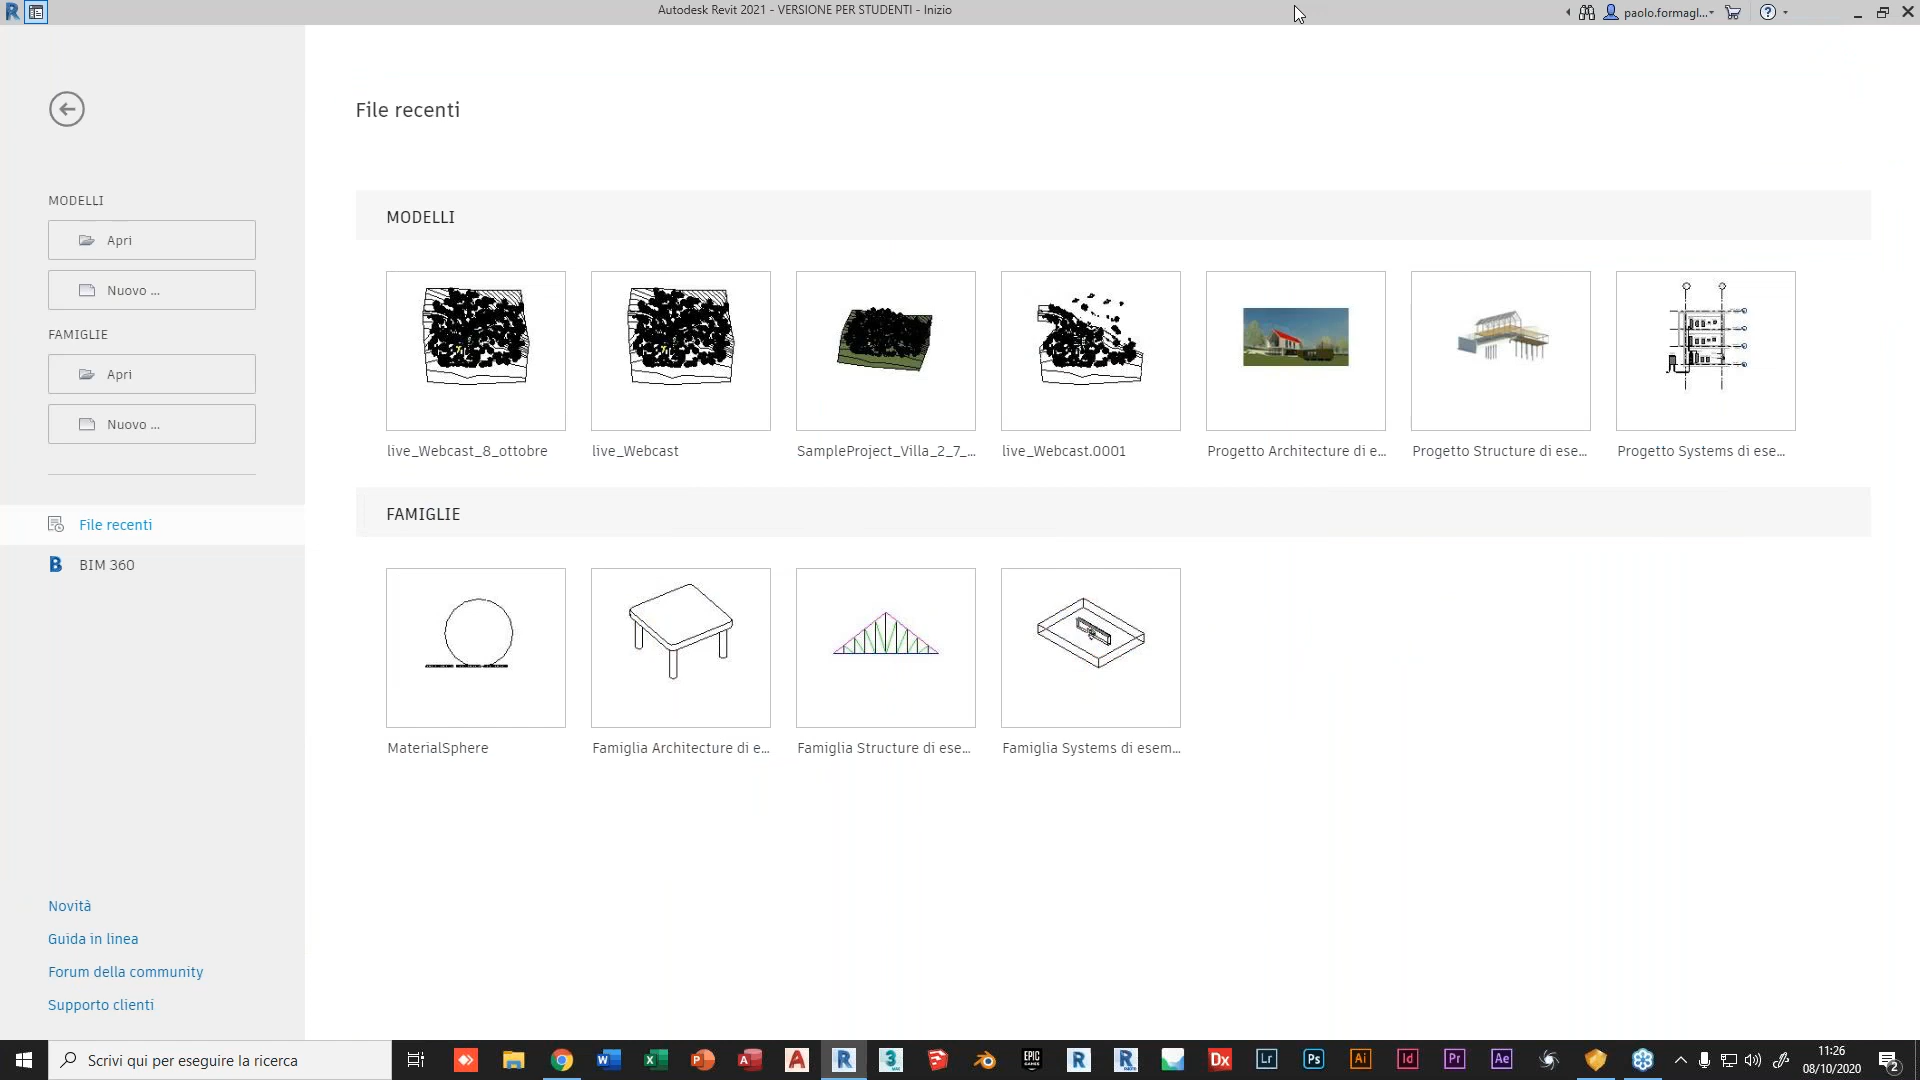 Autodesk Revit 2021 - VERSIONE PER STUDENTI - Inizio
paolo.formagl...
File recenti
MODELLI
Apri
Nuovo ...
FAMIGLIE
Apri
Nuovo ...
File recenti
BIM 360
Novità
Guida in linea
Forum della community
Supporto clienti
MODELLI
live_Webcast_8_ottobre
live_Webcast
SampleProject_Villa_2_7_...
live_Webcast.0001
Progetto Architecture di e...
Progetto Structure di ese...
Progetto Systems di ese...
FAMIGLIE
MaterialSphere
Famiglia Architecture di e...
Famiglia Structure di ese...
Famiglia Systems di esem...
Scrivi qui per eseguire la ricerca
11:26
08/10/2020
2